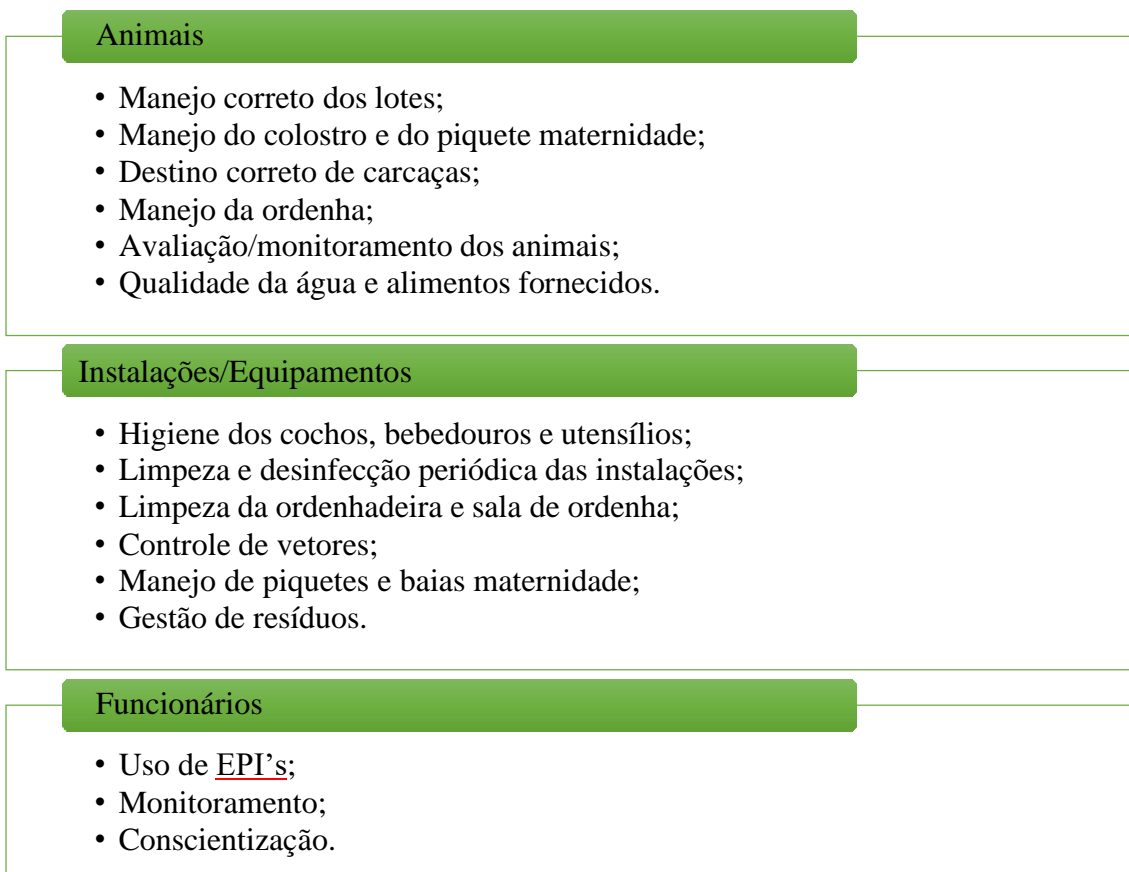 Animais
• Manejo correto dos lotes;
• Manejo do colostro e do piquete maternidade;
• Destino correto de carcaças;
• Manejo da ordenha;
• Avaliação/monitoramento dos animais;
• Qualidade da água e alimentos fornecidos.
Instalações/Equipamentos
• Higiene dos cochos, bebedouros e utensílios;
• Limpeza e desinfecção periódica das instalações;
• Limpeza da ordenhadeira e sala de ordenha;
• Controle de vetores;
• Manejo de piquetes e baias maternidade;
• Gestão de resíduos.
Funcionários
• Uso de EPI’s;
• Monitoramento;
• Conscientização.